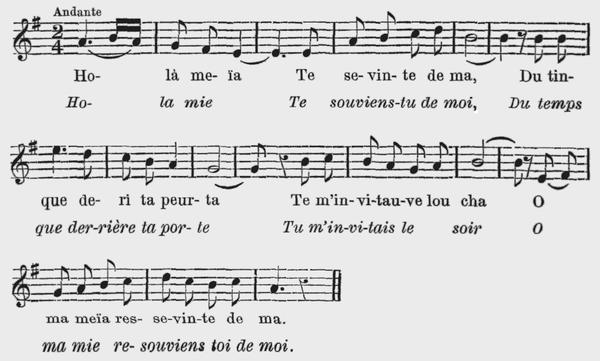 Andante
Ho- là me-ïa Te se-vin-te de ma, Du tin-
Ho- la mie Te souviens-tu de moi, Du temps
que de- ri ta peur- ta Te m'in-vi-tau-ve lou cha O
que der-rière ta por- te Tu m'in-vi-tais le soir O
ma meïa res- se-vin-te de ma.
ma mie re- souviens toi de moi.